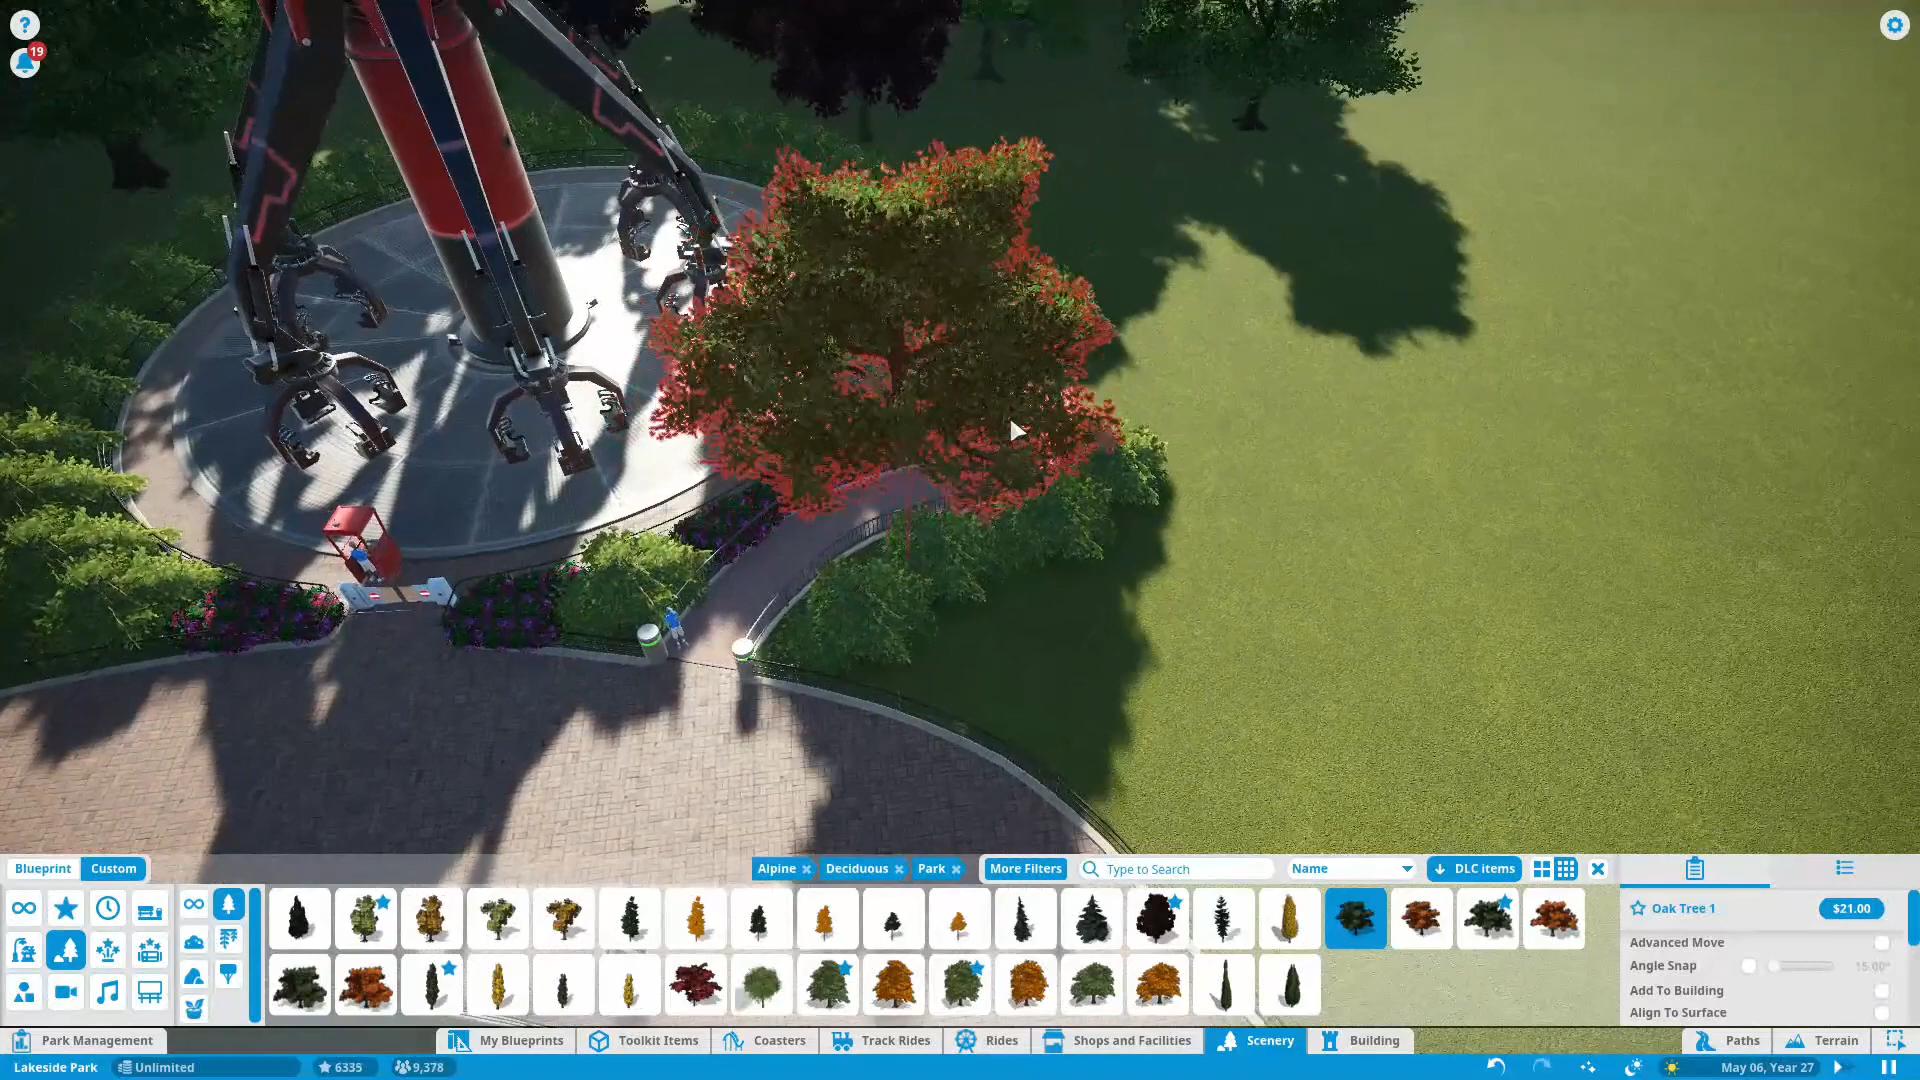 ?
19
Blueprint
Custom
Alpine ×
Deciduous ×
Park ×
More Filters
Type to Search
Name
DLC items
Oak Tree 1
$21.00
Advanced Move
Angle Snap
15.00°
Add To Building
Align To Surface
Park Management
My Blueprints
Toolkit Items
Coasters
Track Rides
Rides
Shops and Facilities
Scenery
Building
Paths
Terrain
Lakeside Park
Unlimited
6335
9,378
May 06, Year 27